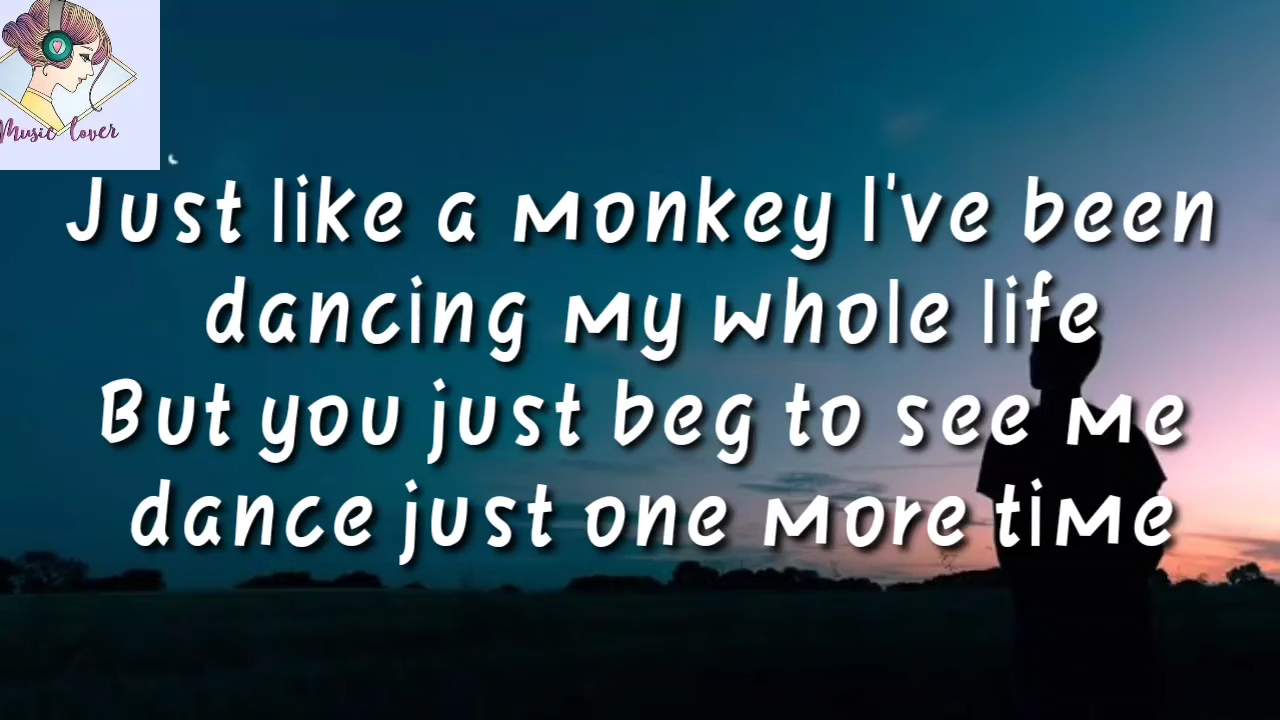 Music lover
Just like a monkey I've been
dancing my whole life
But you just beg to see me
dance just one more time